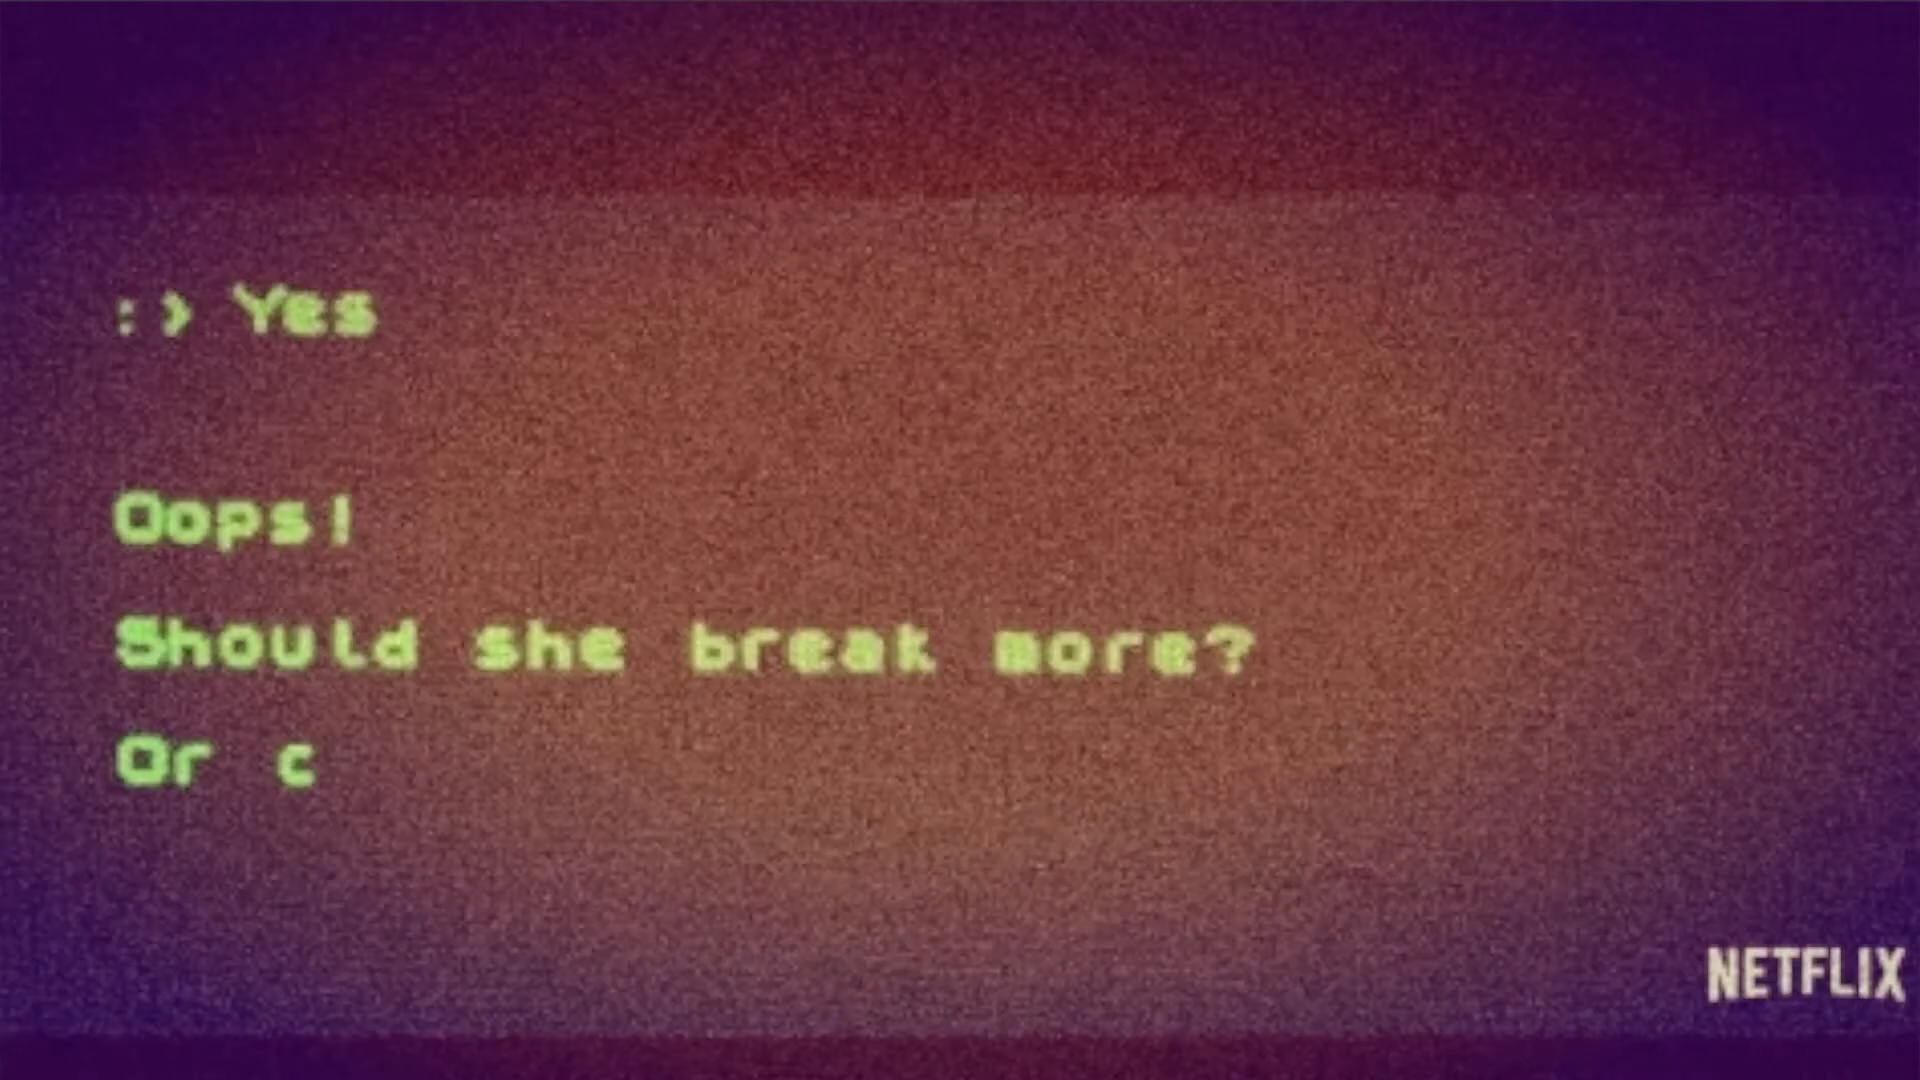 :> Yes
Oops!
Should she break more?
Or c
NETFLIX